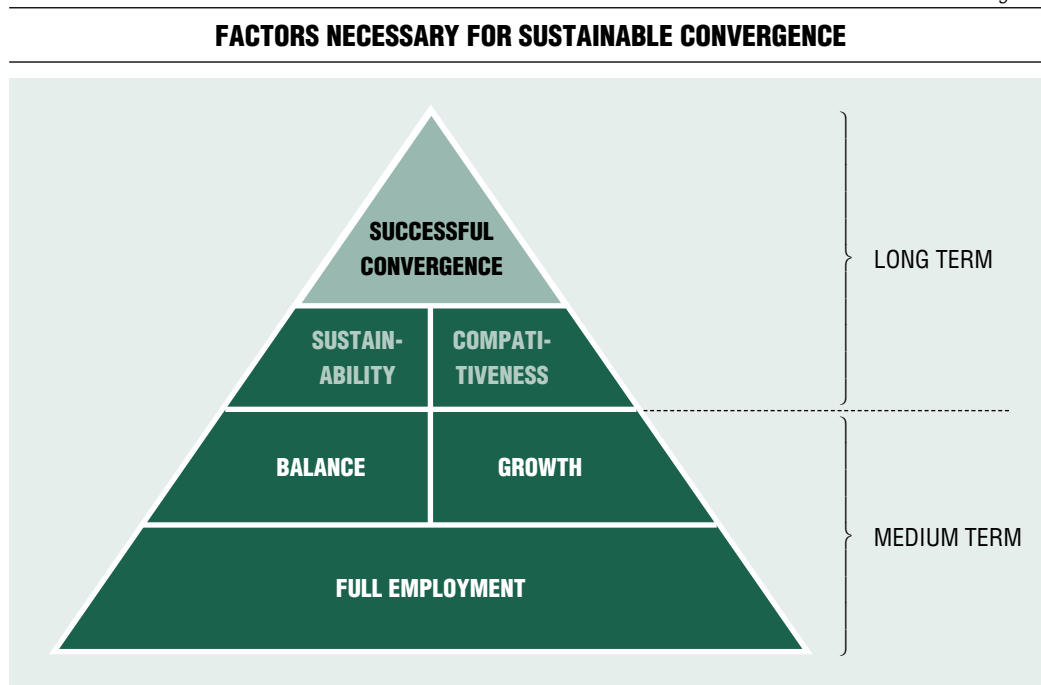 FACTORS NECESSARY FOR SUSTAINABLE CONVERGENCE
SUCCESSFUL
CONVERGENCE
LONG TERM
SUSTAIN-
ABILITY
COMPATI-
TIVENESS
BALANCE
GROWTH
MEDIUM TERM
FULL EMPLOYMENT